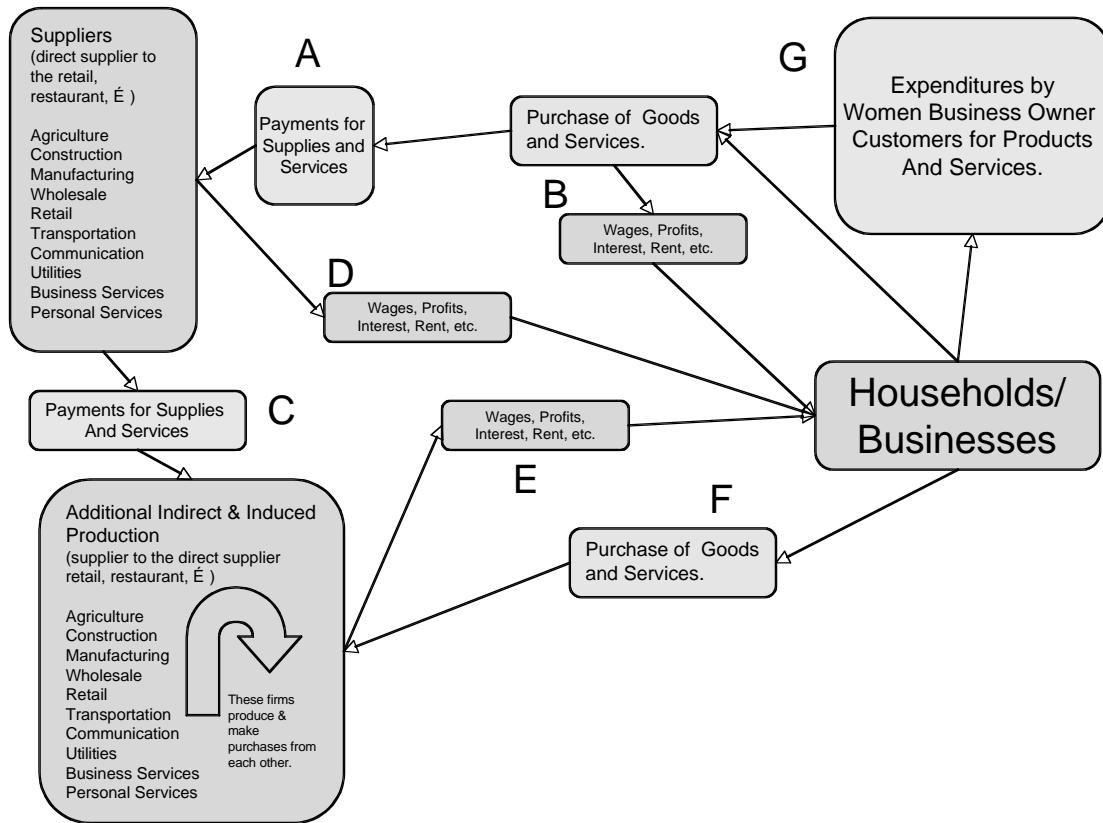 Suppliers
(direct supplier to
the retail,
restaurant, É )
Agriculture
Construction
Manufacturing
Wholesale
Retail
Transportation
Communication
Utilities
Business Services
Personal Services
A
Payments for
Supplies and
Services
Purchase of Goods
and Services.
G
Expenditures by
Women Business Owner
Customers for Products
And Services.
B
Wages, Profits,
Interest, Rent, etc.
D
Wages, Profits,
Interest, Rent, etc.
Households/
Businesses
Payments for Supplies
And Services
C
Wages, Profits,
Interest, Rent, etc.
E
F
Purchase of Goods
and Services.
Additional Indirect & Induced
Production
(supplier to the direct supplier
retail, restaurant, É )
Agriculture
Construction
Manufacturing
Wholesale
Retail
Transportation
Communication
Utilities
Business Services
Personal Services
These firms
produce &
make
purchases from
each other.